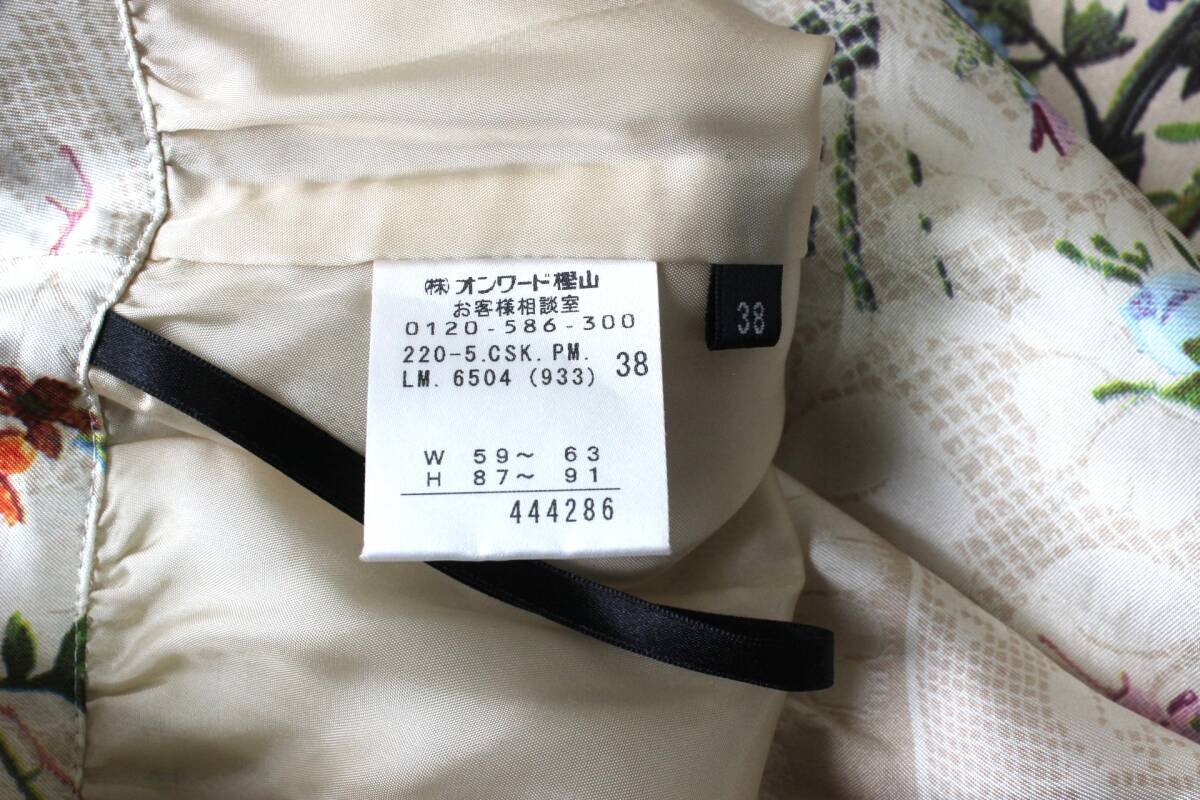 (株)オンワード樫山
お客様相談室
0120-586-300
220-5.CSK.PM.
LM.6504 (933) 38
W 59~ 63
H 87~ 91
444286
38